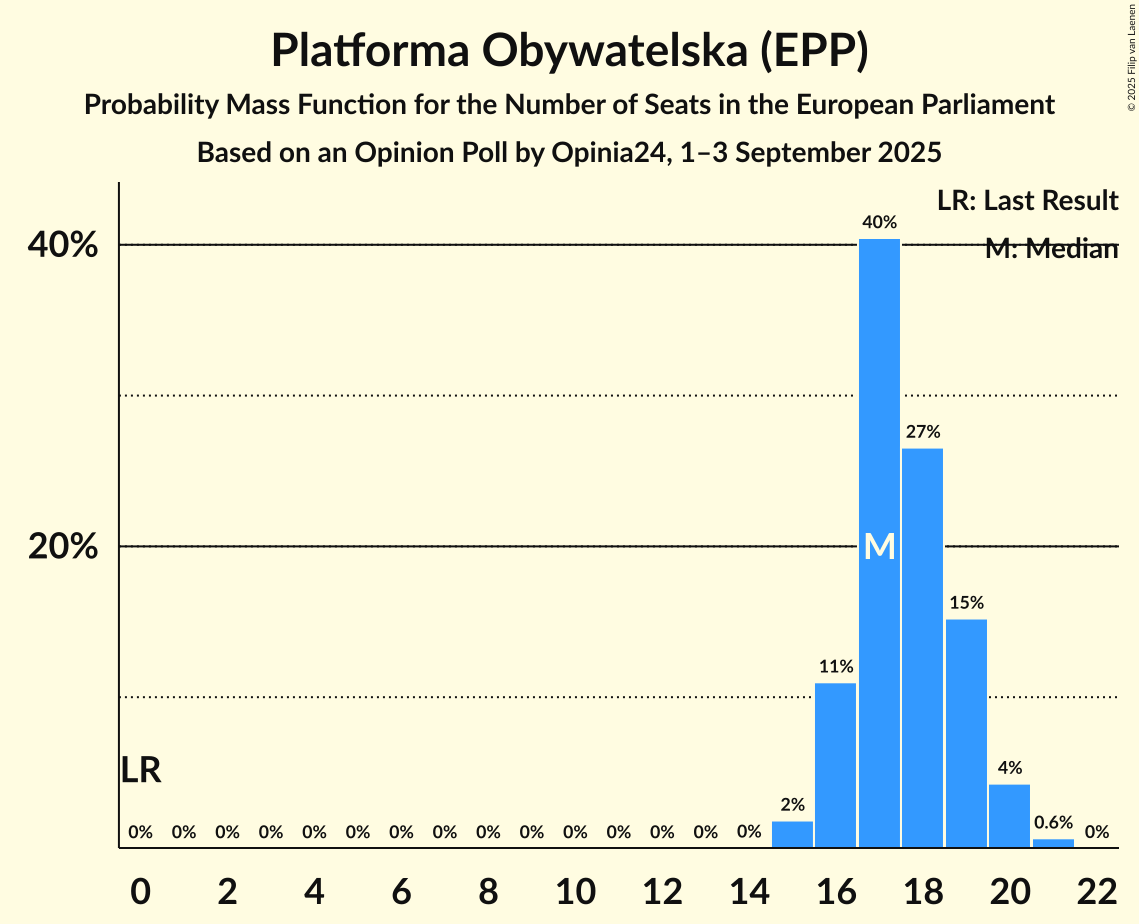 Platforma Obywatelska (EPP)
Probability Mass Function for the Number of Seats in the European Parliament
Based on an Opinion Poll by Opinia24, 1–3 September 2025
© 2025 Filip van Laenen
LR: Last Result
M: Median
40%
20%
40%
27%
M
15%
11%
4%
2%
0.6%
LR
0% 0% 0% 0% 0% 0% 0% 0% 0% 0% 0% 0% 0% 0% 0% 0%
0 2 4 6 8 10 12 14 16 18 20 22